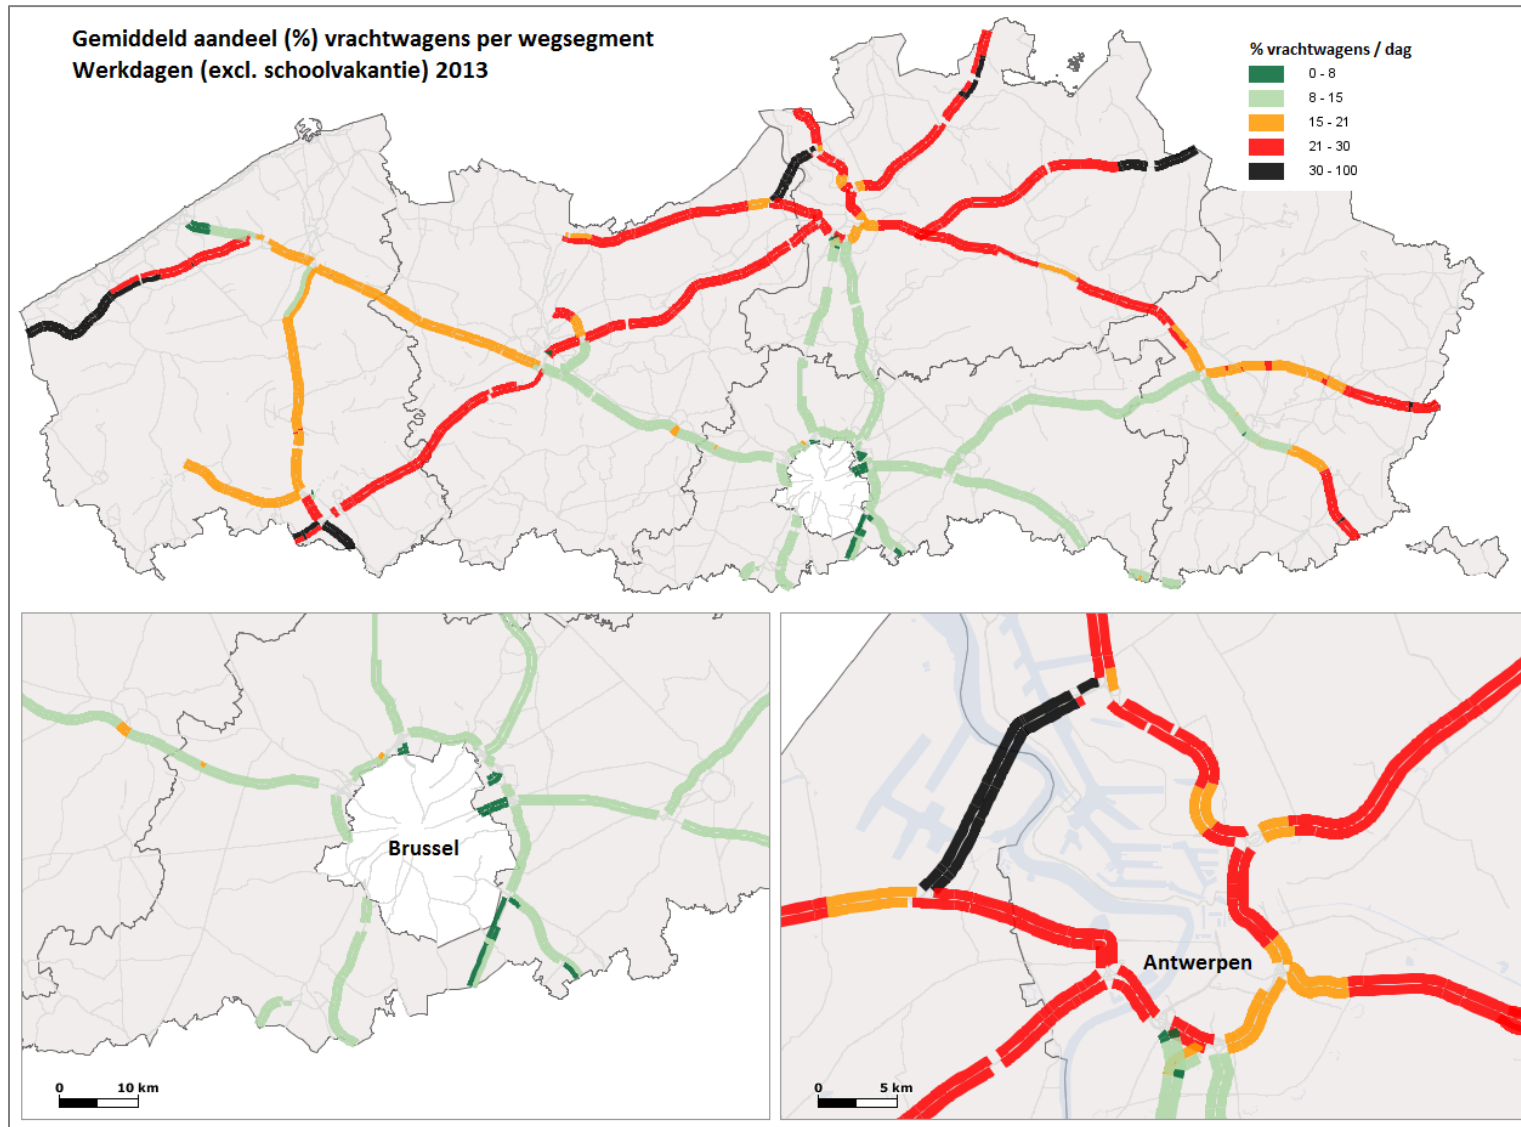 Gemiddeld aandeel (%) vrachtwagens per wegsegment
Werkdagen (excl. schoolvakantie) 2013
% vrachtwagens / dag
0 - 8
8 - 15
15 - 21
21 - 30
30 - 100
Brussel
0 10 km
Antwerpen
0 5 km